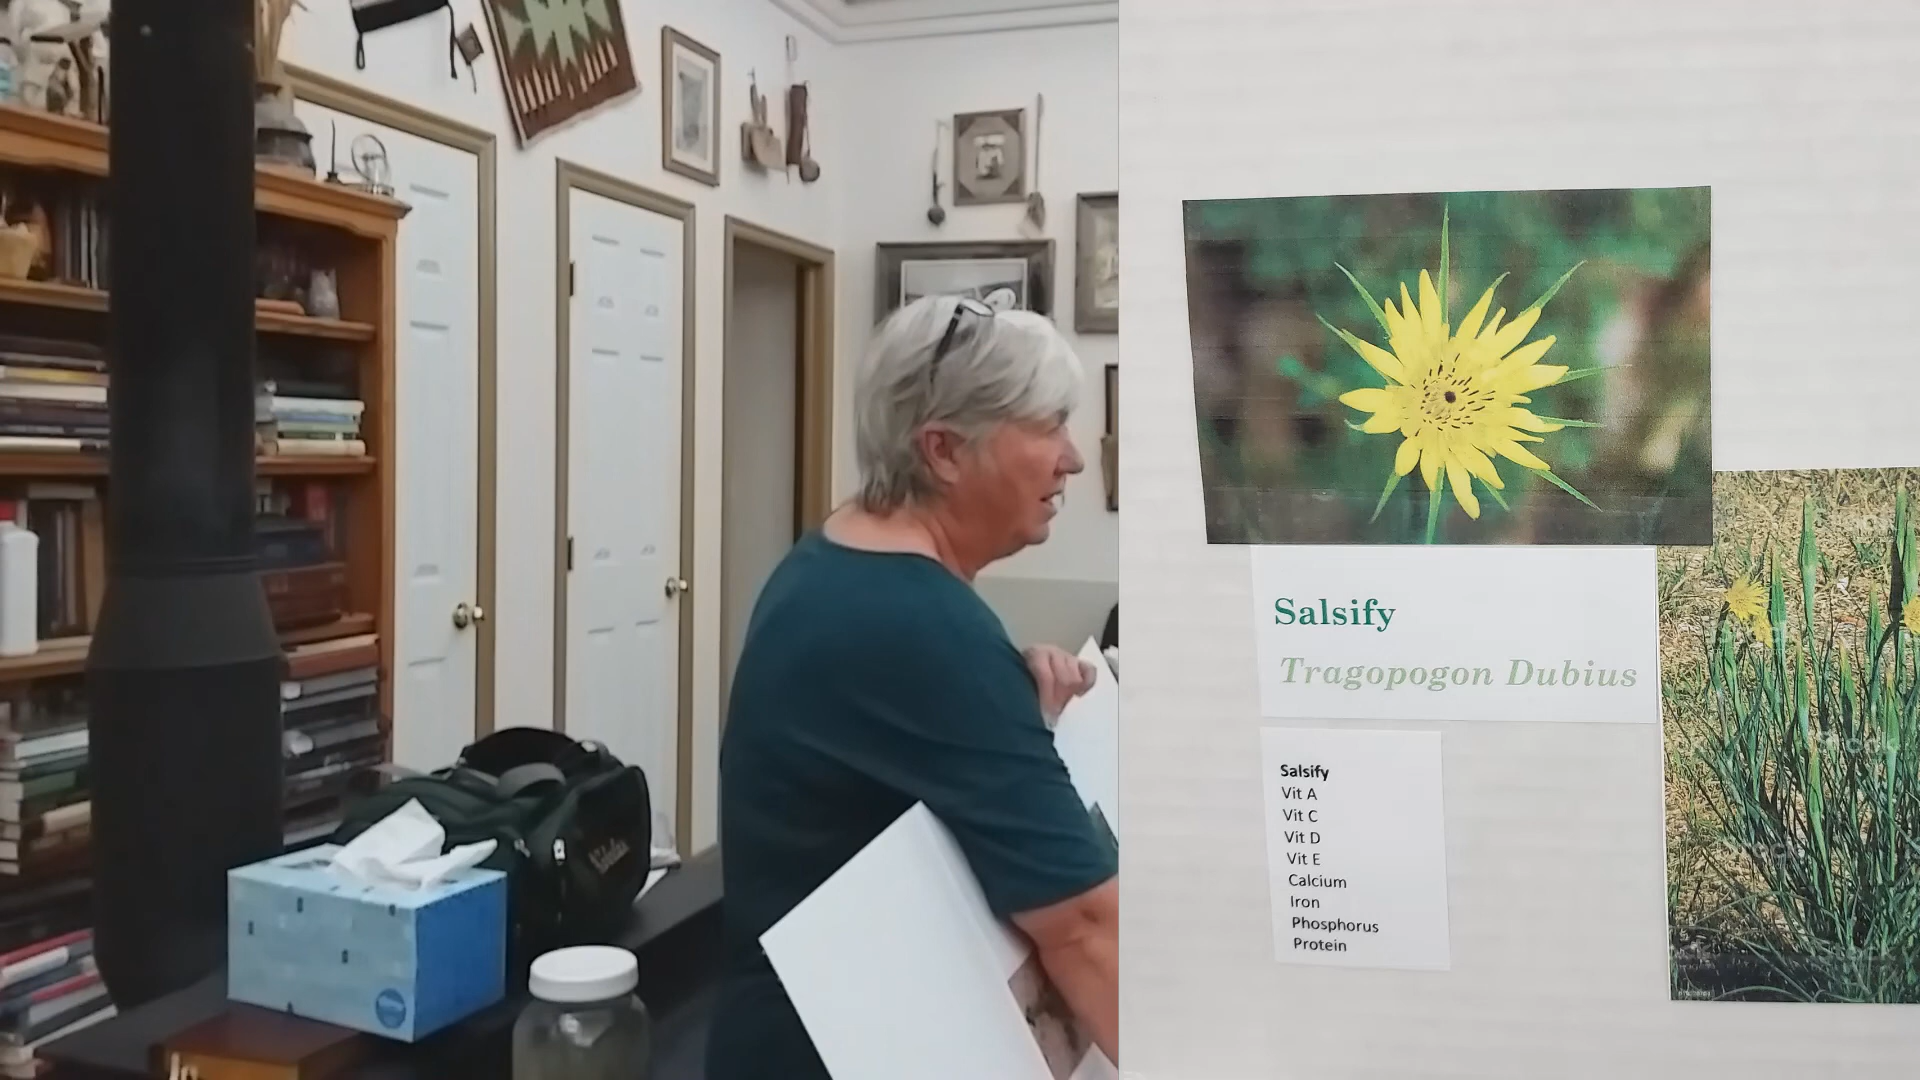 Salsify
Tragopogon Dubius
Salsify
Vit A
Vit C
Vit D
Vit E
Calcium
Iron
Phosphorus
Protein